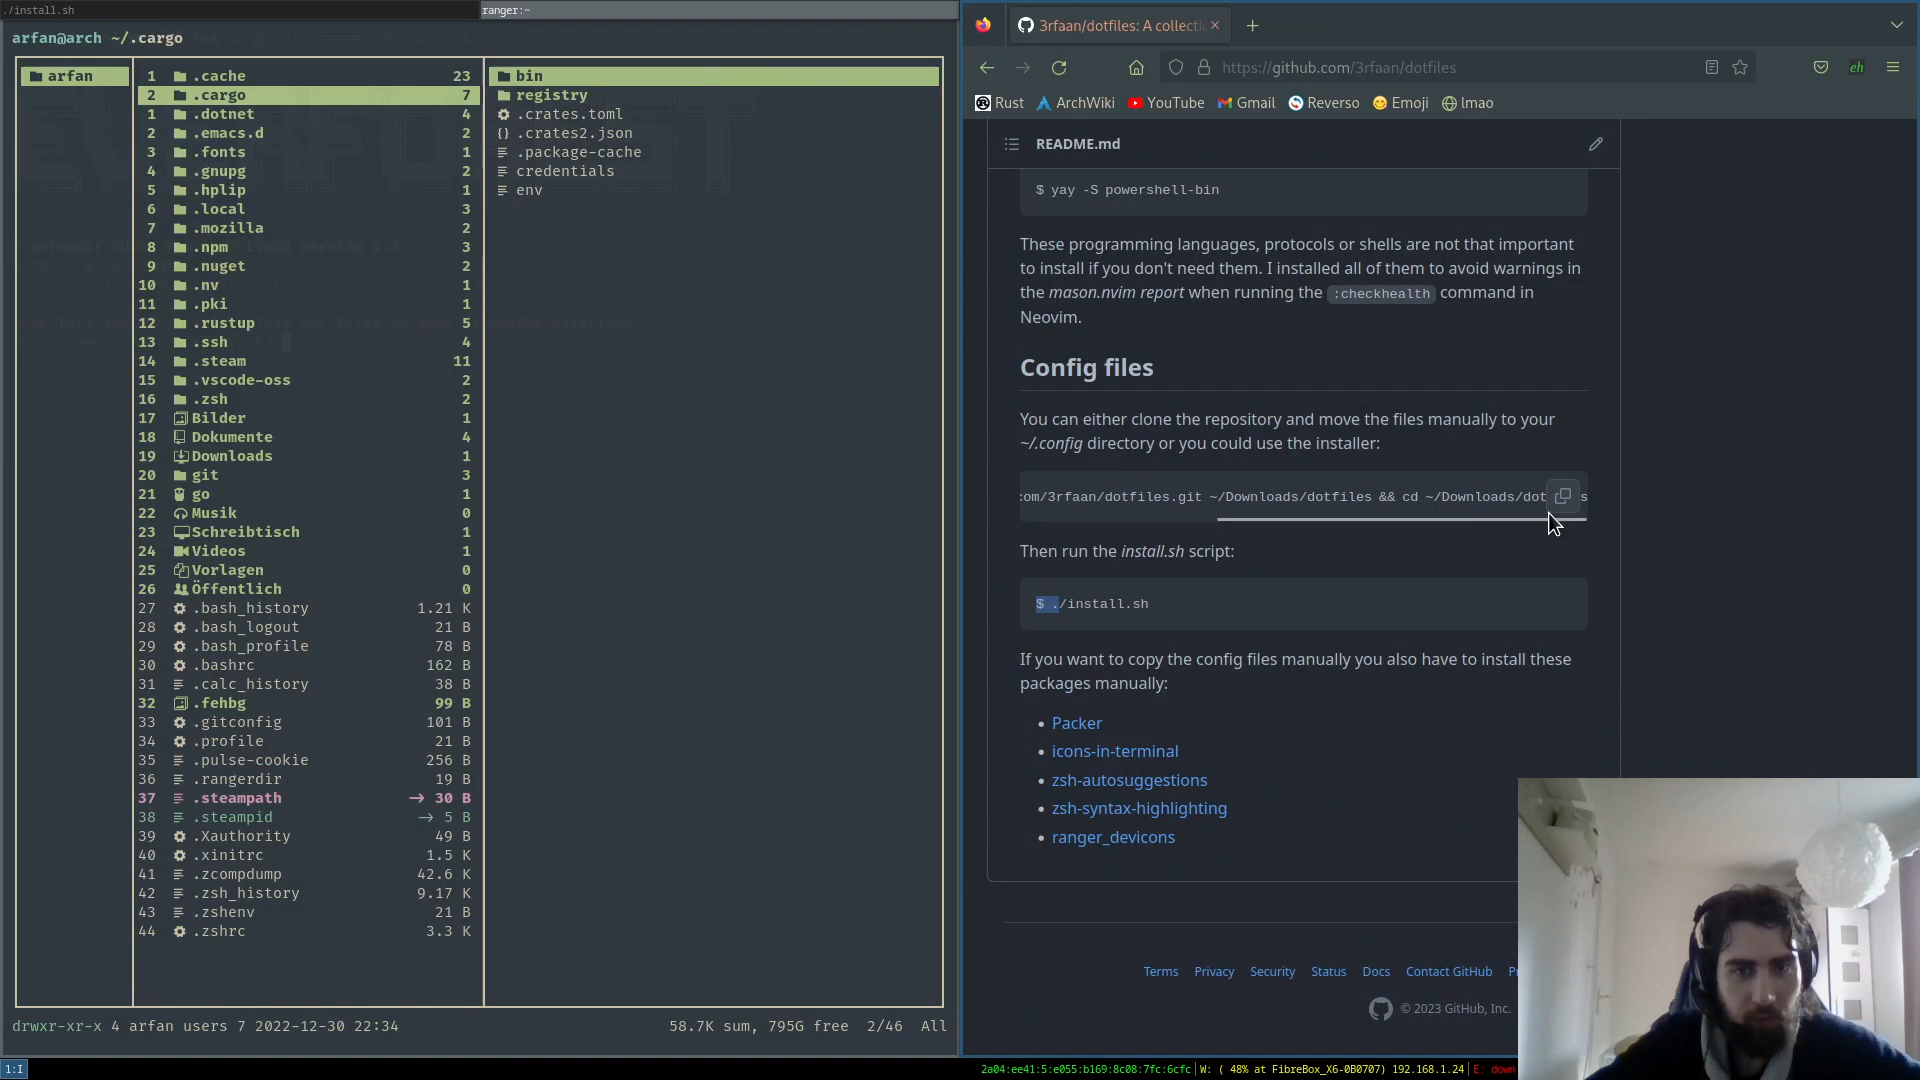 ./install.sh
ranger:~
arfan@arch ~/.cargo
arfan
1 .cache 23
2 .cargo 7
1 .dotnet 4
2 .emacs.d 2
3 .fonts 1
4 .gnupg 2
5 .hplip 1
6 .local 3
7 .mozilla 2
8 .npm 3
9 .nuget 2
10 .nv 1
11 .pki 1
12 .rustup 5
13 .ssh 4
14 .steam 11
15 .vscode-oss 2
16 .zsh 2
17 Bilder 1
18 Dokumente 4
19 Downloads 1
20 git 3
21 go 1
22 Musik 0
23 Schreibtisch 1
24 Videos 1
25 Vorlagen 0
26 Öffentlich 0
27 .bash_history 1.21 K
28 .bash_logout 21 B
29 .bash_profile 78 B
30 .bashrc 162 B
31 .calc_history 38 B
32 .fehbg 99 B
33 .gitconfig 101 B
34 .profile 21 B
35 .pulse-cookie 256 B
36 .rangerdir 19 B
37 .steampath -> 30 B
38 .steampid -> 5 B
39 .Xauthority 49 B
40 .xinitrc 1.5 K
41 .zcompdump 42.6 K
42 .zsh_history 9.17 K
43 .zshenv 21 B
44 .zshrc 3.3 K
bin
registry
.crates.toml
.crates2.json
.package-cache
credentials
env
drwxr-xr-x 4 arfan users 7 2022-12-30 22:34
58.7K sum, 795G free 2/46 All
1:I
3rfaan/dotfiles: A collecti
https://github.com/3rfaan/dotfiles
Rust
ArchWiki
YouTube
Gmail
Reverso
Emoji
lmao
README.md
$ yay -S powershell-bin
These programming languages, protocols or shells are not that important
to install if you don't need them. I installed all of them to avoid warnings in
the mason.nvim report when running the :checkhealth command in
Neovim.
Config files
You can either clone the repository and move the files manually to your
~/.config directory or you could use the installer:
com/3rfaan/dotfiles.git ~/Downloads/dotfiles && cd ~/Downloads/dot s
Then run the install.sh script:
$ ./install.sh
If you want to copy the config files manually you also have to install these
packages manually:
Packer
icons-in-terminal
zsh-autosuggestions
zsh-syntax-highlighting
ranger_devicons
Terms
Privacy
Security
Status
Docs
Contact GitHub
© 2023 GitHub, Inc.
2a04:ee41:5:e055:b169:8c08:7fc:6cfc
W: ( 48% at FibreBox_X6-0B0707) 192.168.1.24
E: down